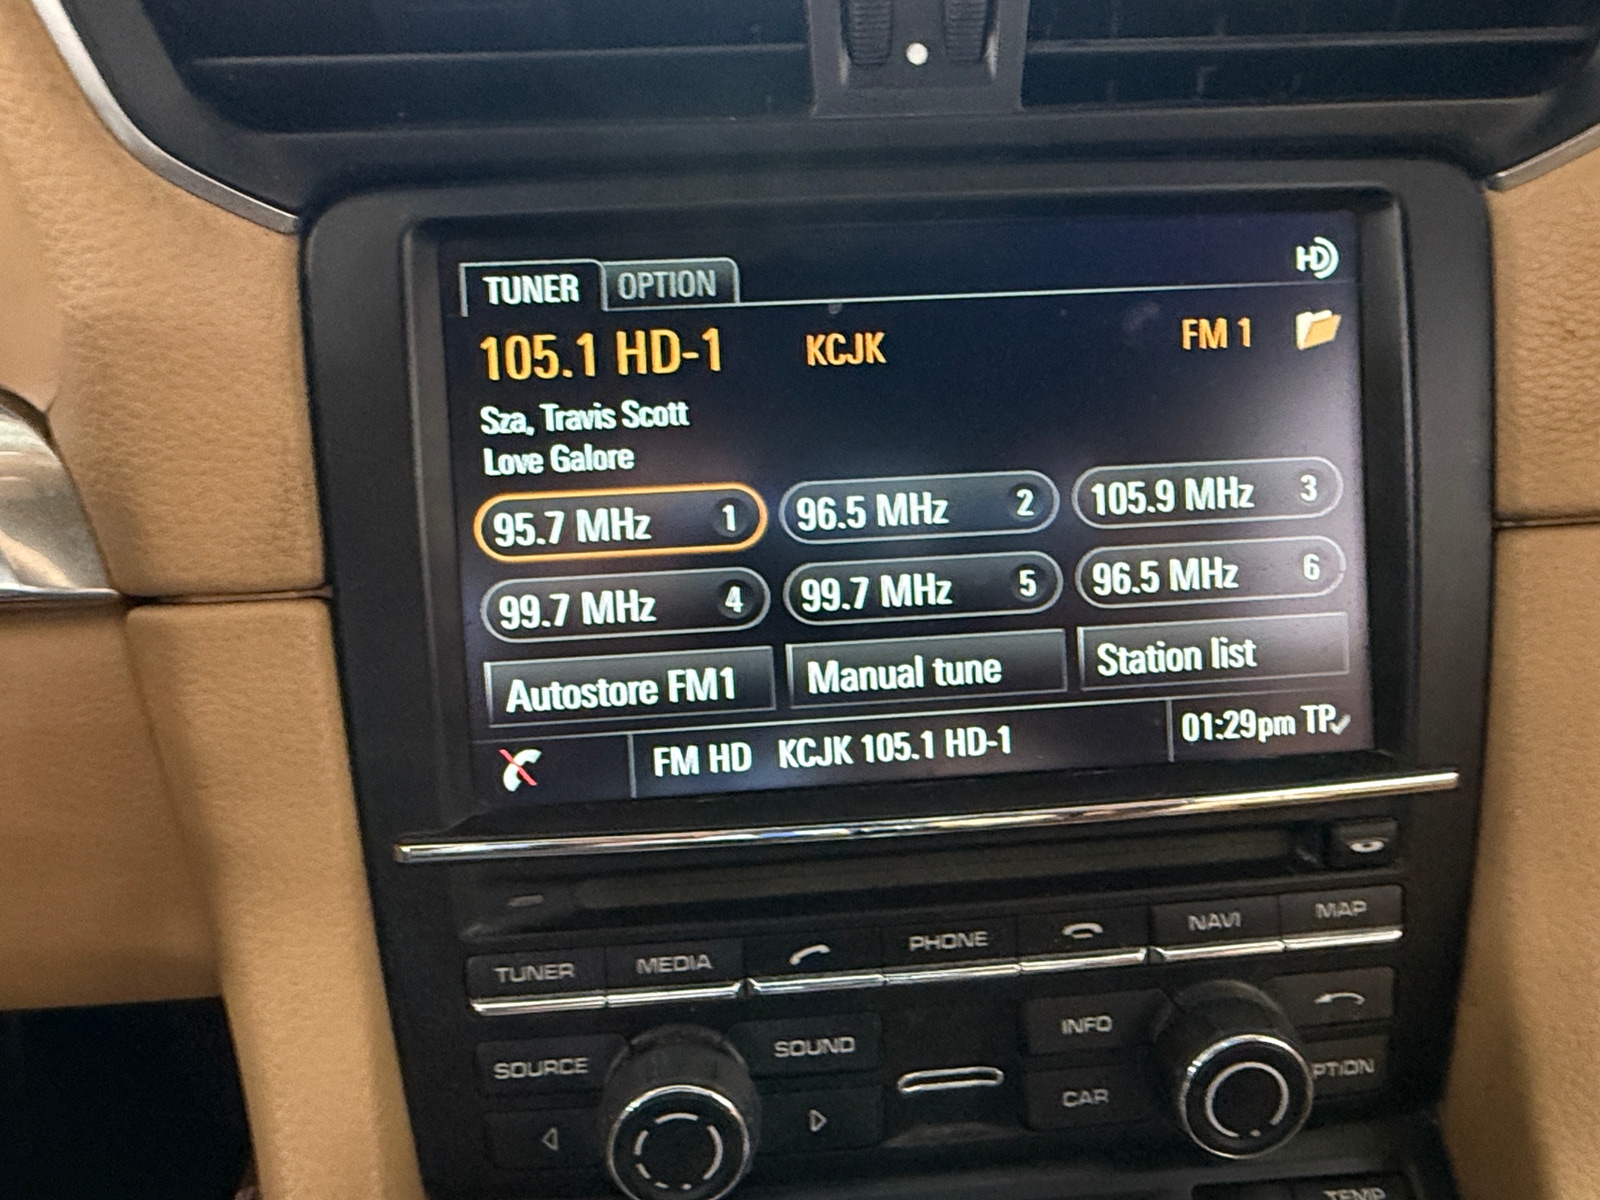 TUNER OPTION HD
105.1 HD-1 KCJK FM 1
Sza, Travis Scott
Love Galore
95.7 MHz 1 96.5 MHz 2 105.9 MHz 3
99.7 MHz 4 99.7 MHz 5 96.5 MHz 6
Autostore FM1 Manual tune Station list
FM HD KCJK 105.1 HD-1 01:29pm TP
TUNER MEDIA PHONE NAVI MAP
SOURCE SOUND INFO
CAR PTION
TEMP